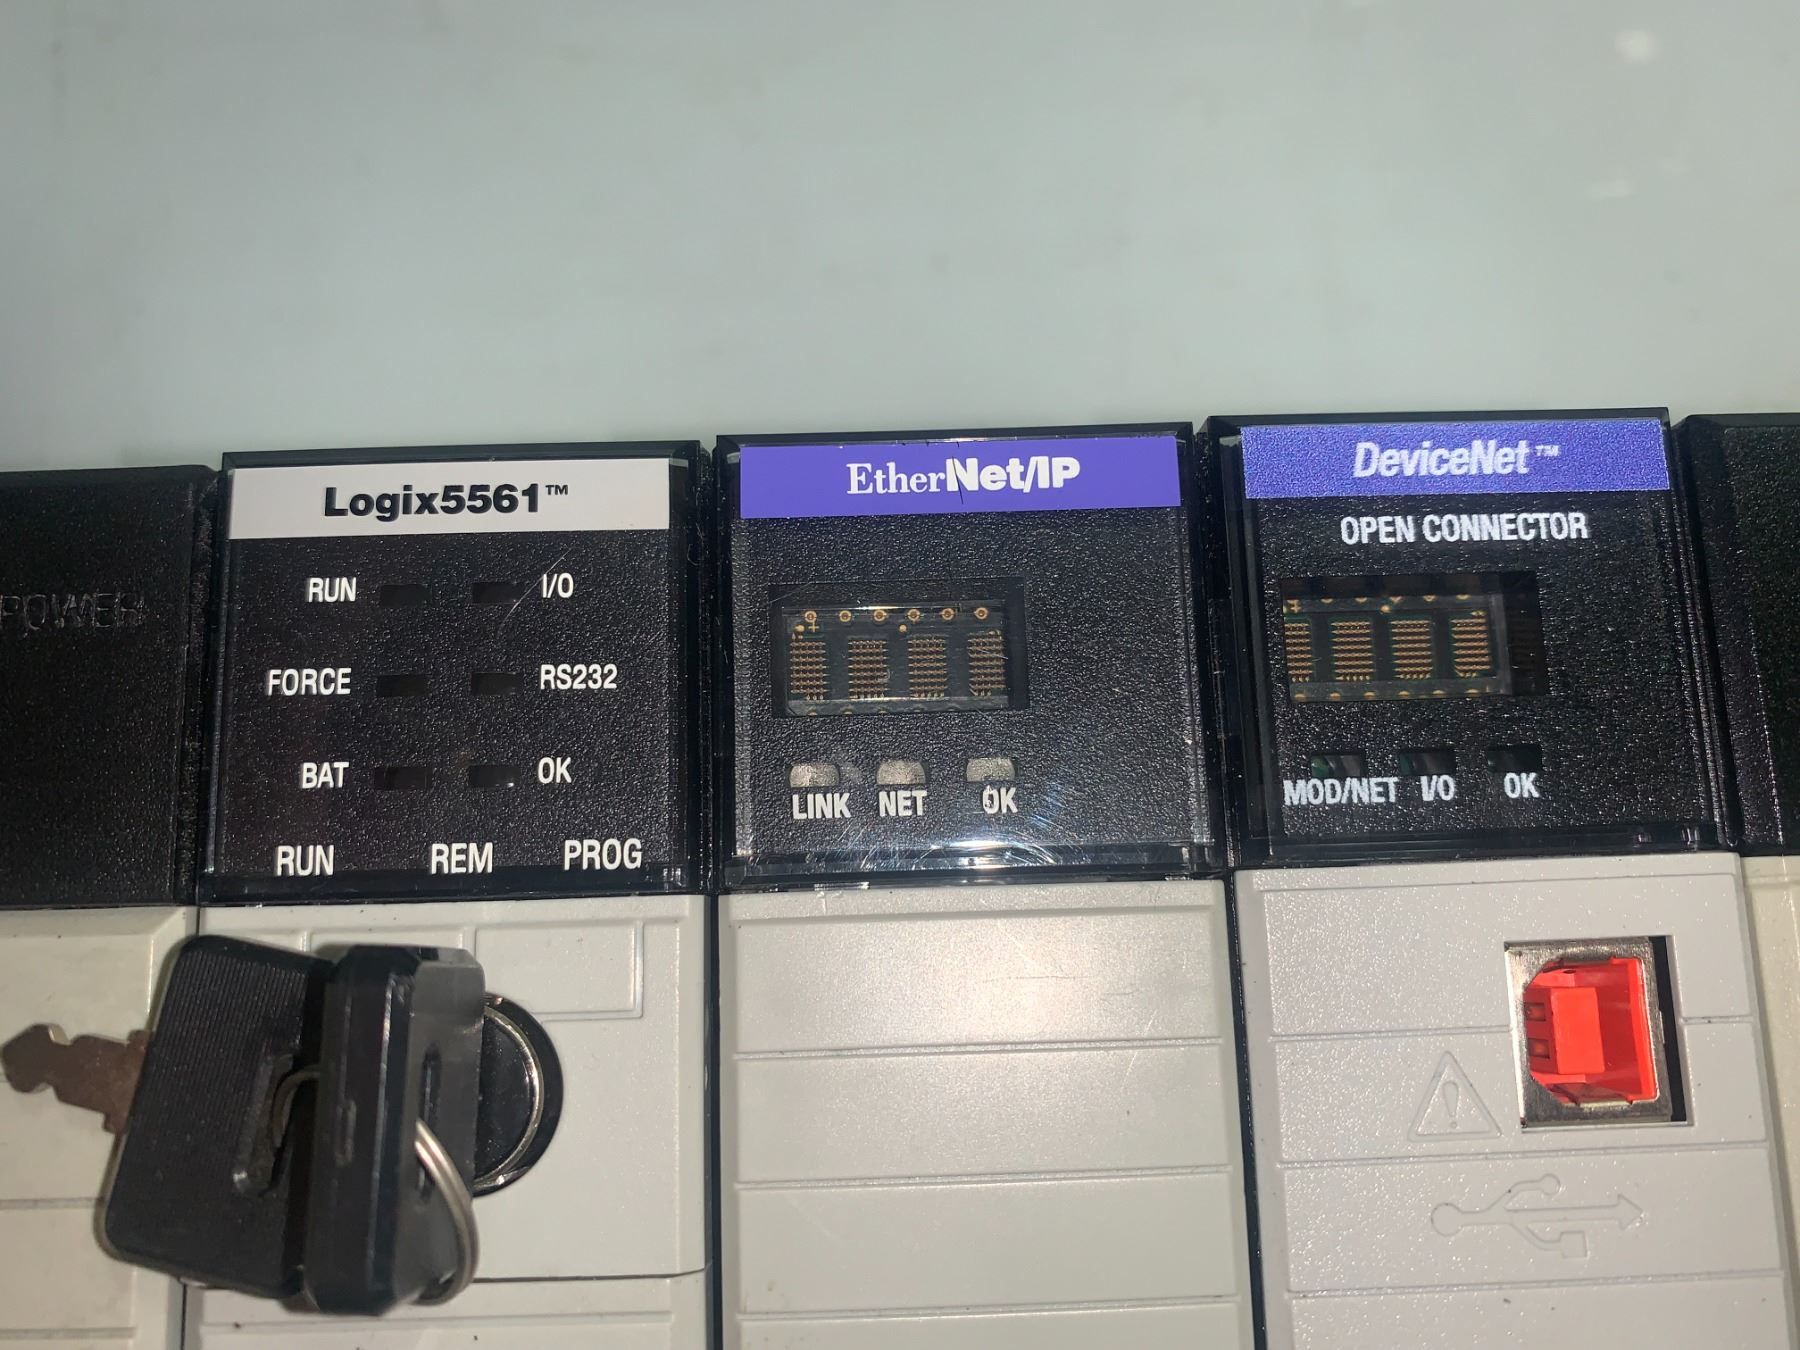 POWER
Logix5561™
RUN I/O
FORCE RS232
BAT OK
RUN REM PROG
EtherNet/IP
LINK NET OK
DeviceNet™
OPEN CONNECTOR
MOD/NET I/O OK